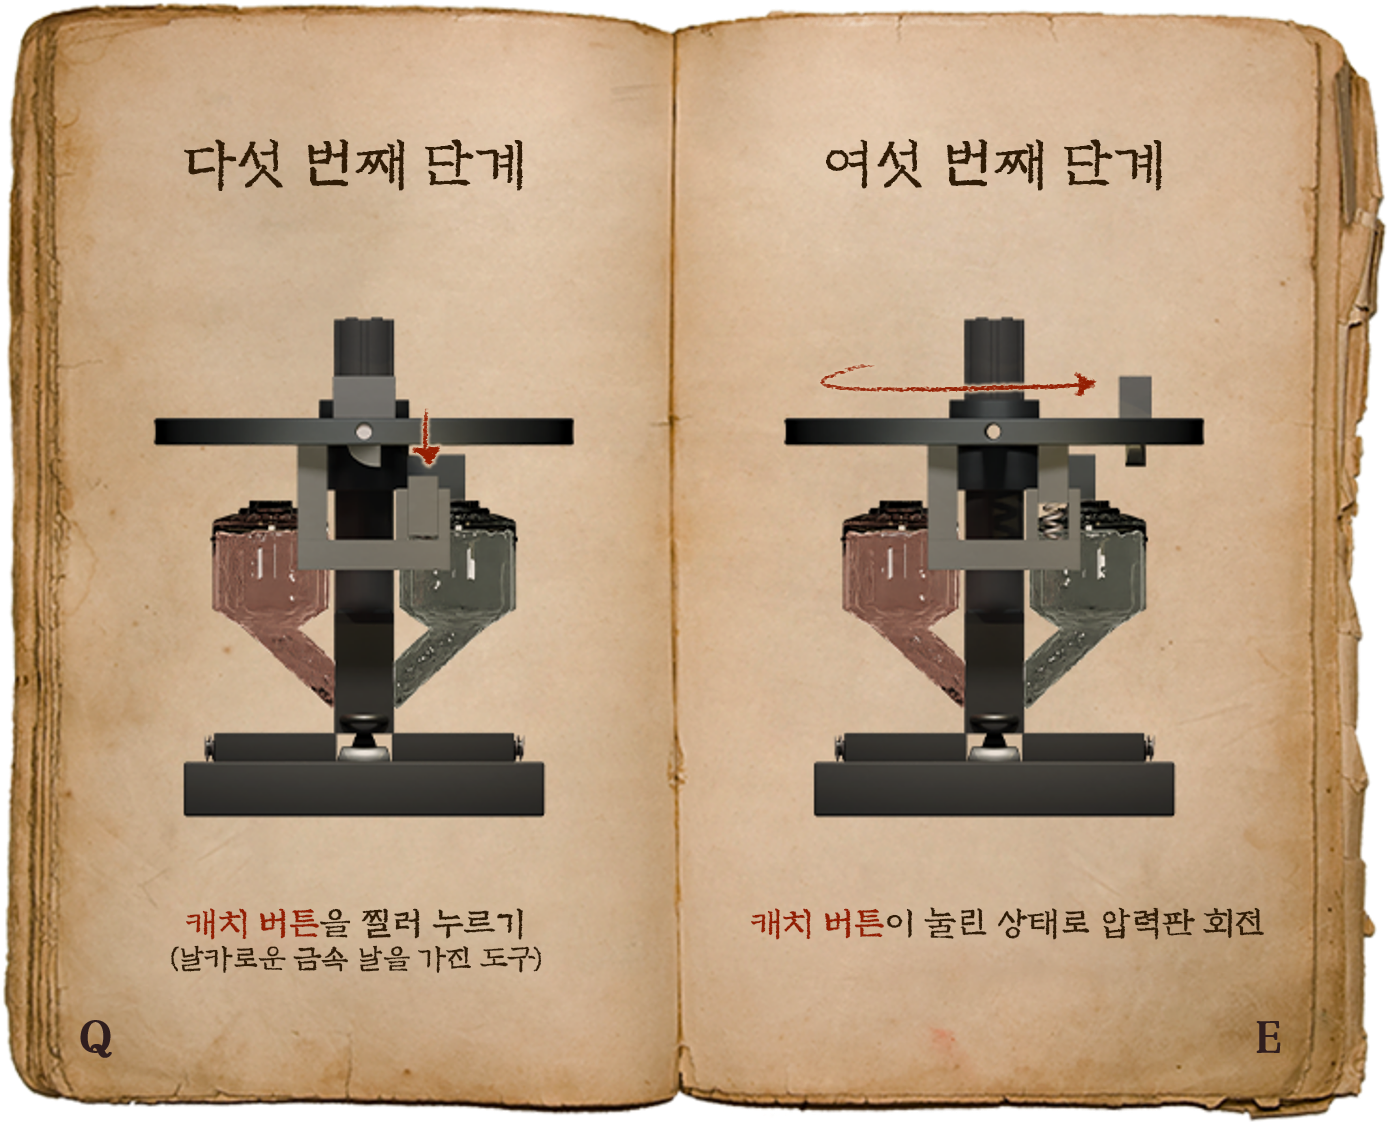 다섯 번째 단계
캐치 버튼을 찔러 누르기
(날카로운 금속 날을 가진 도구)
Q
여섯 번째 단계
캐치 버튼이 눌린 상태로 압력판 회전
E